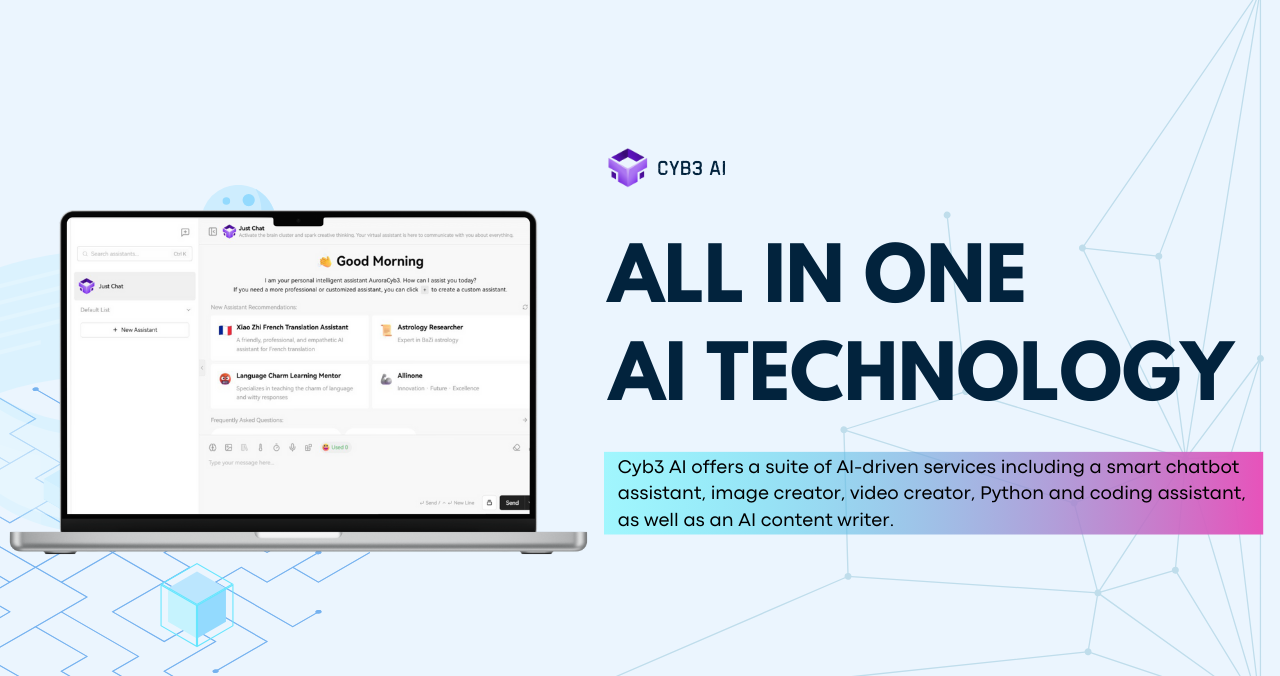 CYB3 AI
ALL IN ONE
AI TECHNOLOGY
Cyb3 AI offers a suite of AI-driven services including a smart chatbot
assistant, image creator, video creator, Python and coding assistant,
as well as an AI content writer.
Just Chat
Activate the brain cluster and spark creative thinking. Your virtual assistant is here to communicate with you about everything.
Search assistants...
Ctrl K
Just Chat
Default List
+ New Assistant
👋 Good Morning
I am your personal intelligent assistant AuroraCyb3. How can I assist you today?
If you need a more professional or customized assistant, you can click + to create a custom assistant.
New Assistant Recommendations:
Xiao Zhi French Translation Assistant
A friendly, professional, and empathetic AI
assistant for French translation
Astrology Researcher
Expert in BaZi astrology
Language Charm Learning Mentor
Specializes in teaching the charm of language
and witty responses
Allinone
Innovation · Future · Excellence
Frequently Asked Questions:
Used 0
Type your message here...
↵ Send / ↵ New Line
Send